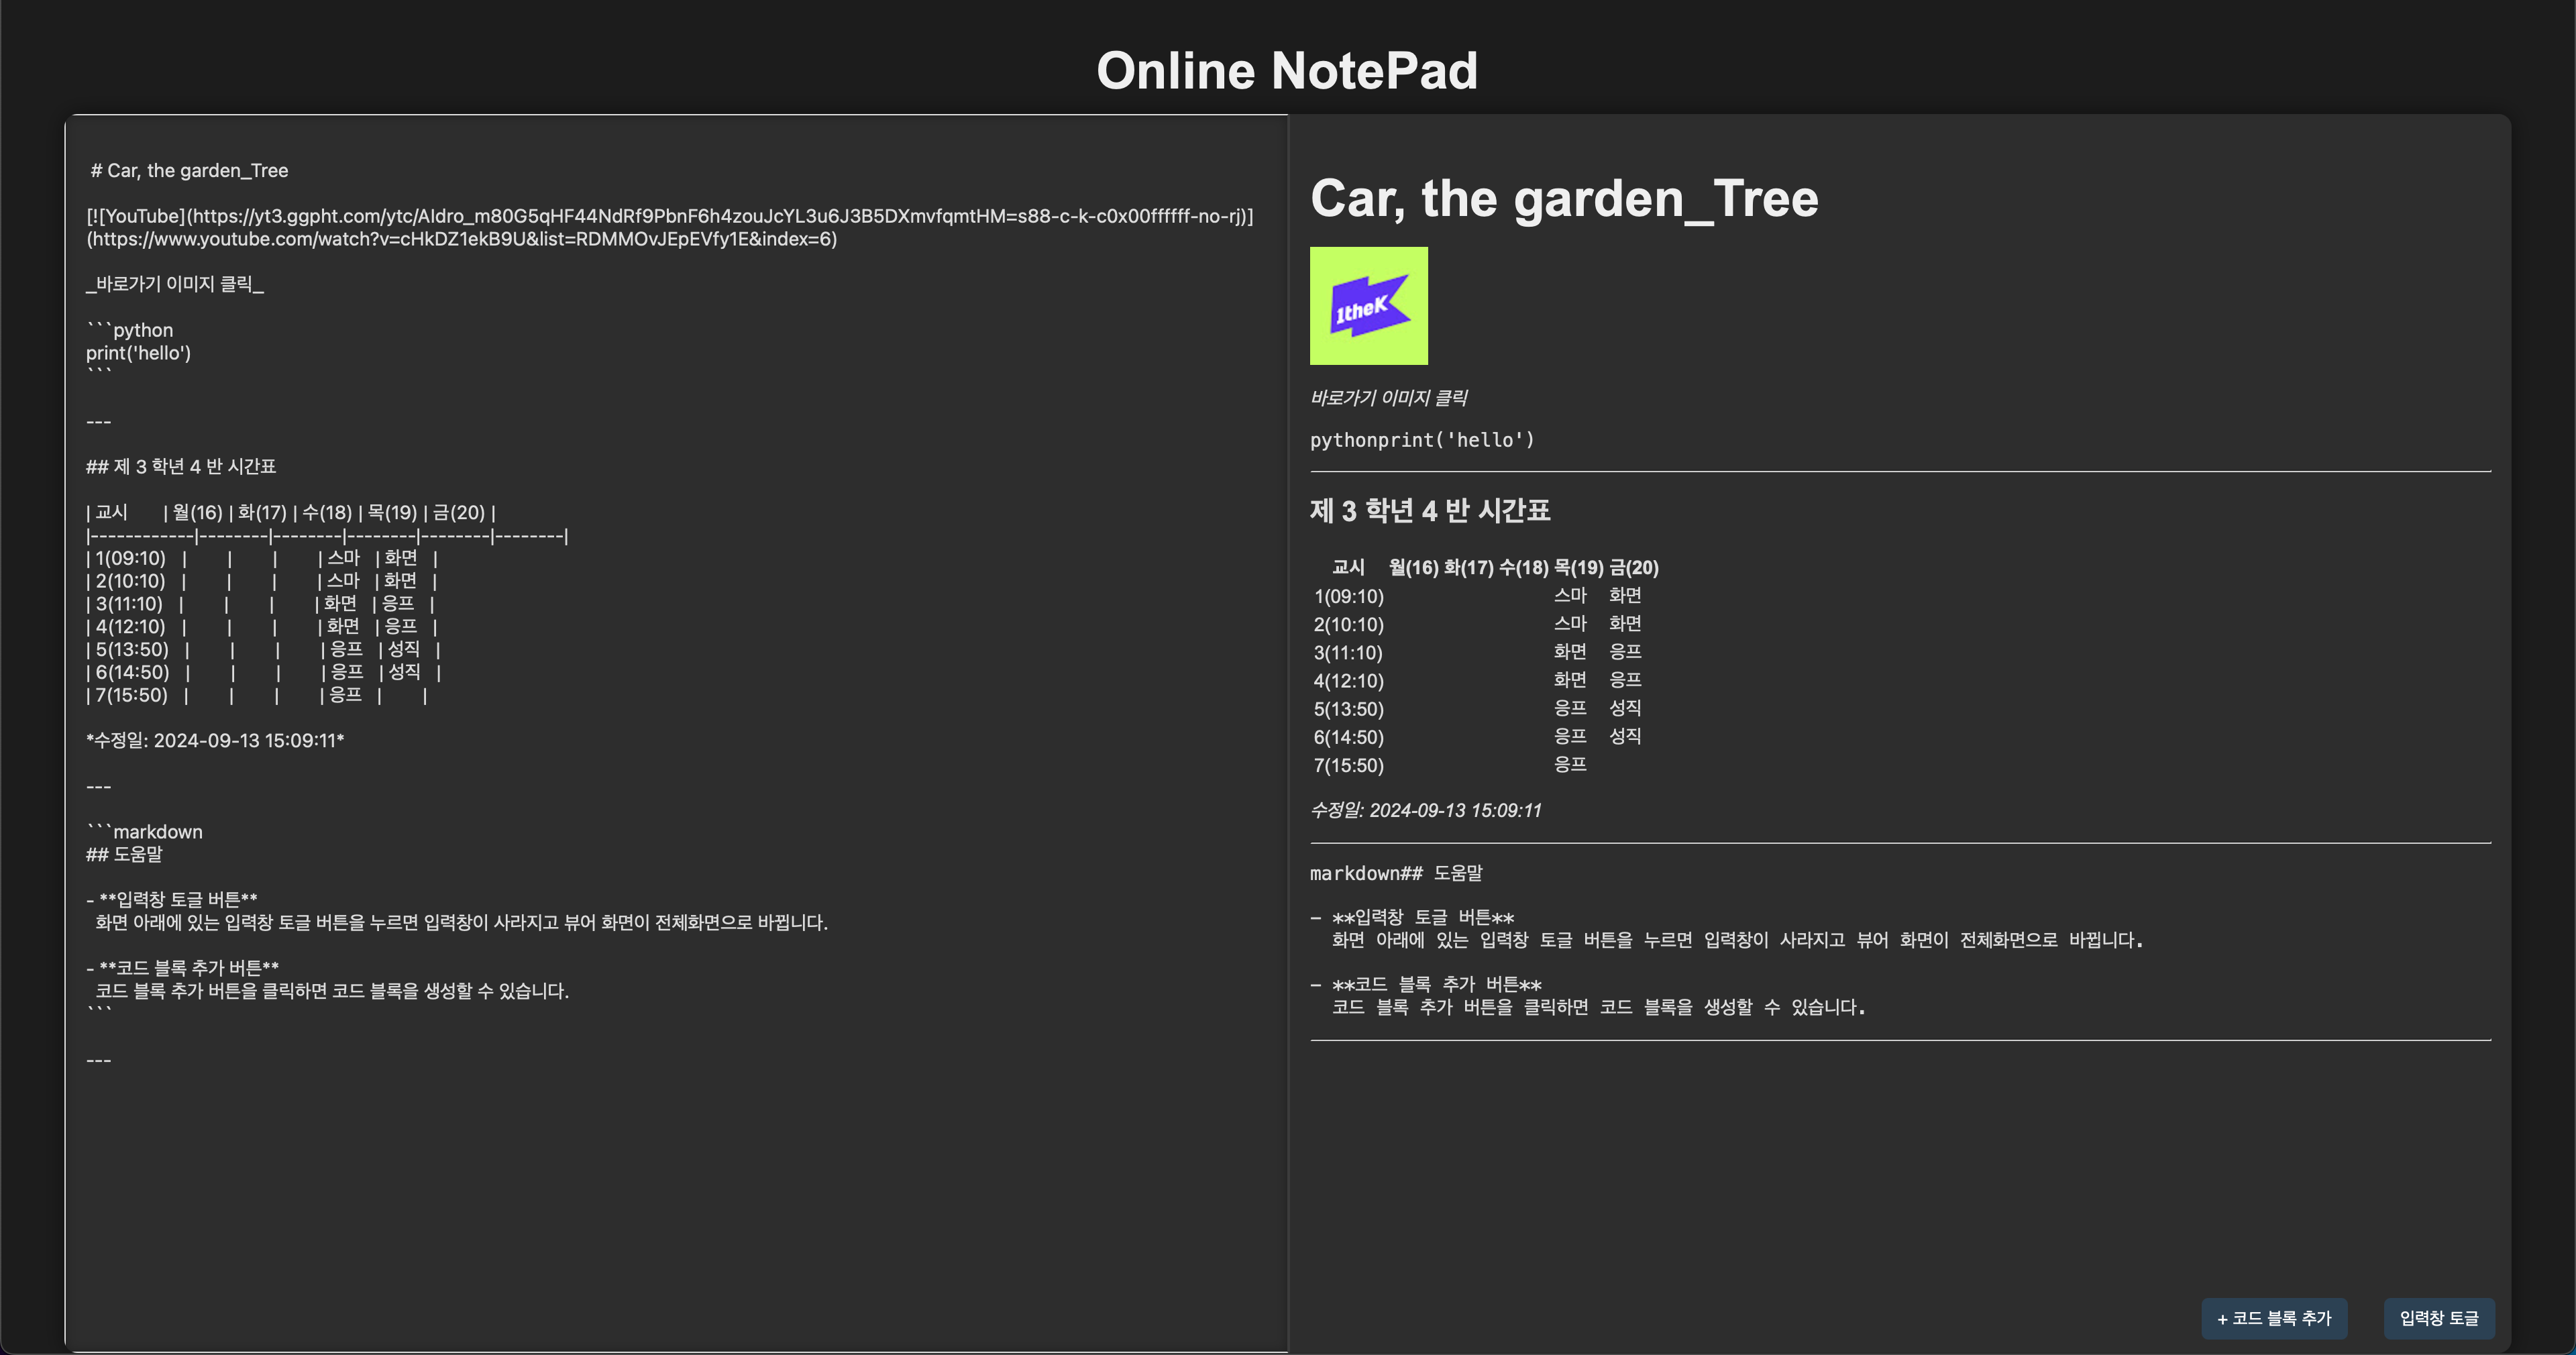 Online NotePad
# Car, the garden_Tree
[![YouTube](https://yt3.ggpht.com/ytc/AIdro_m80G5qHF44NdRf9PbnF6h4zouJcYL3u6J3B5DXmvfqmtHM=s88-c-k-c0x00ffffff-no-rj)]
(https://www.youtube.com/watch?v=cHkDZ1ekB9U&list=RDMMOvJEpEVfy1E&index=6)
_바로가기 이미지 클릭_
```python
print('hello')
```
---
## 제 3 학년 4 반 시간표
| 교시 | 월(16) | 화(17) | 수(18) | 목(19) | 금(20) |
|------------|--------|--------|--------|--------|--------|
| 1(09:10) | | | | 스마 | 화면 |
| 2(10:10) | | | | 스마 | 화면 |
| 3(11:10) | | | | 화면 | 응프 |
| 4(12:10) | | | | 화면 | 응프 |
| 5(13:50) | | | | 응프 | 성직 |
| 6(14:50) | | | | 응프 | 성직 |
| 7(15:50) | | | | 응프 | |
*수정일: 2024-09-13 15:09:11*
---
```markdown
## 도움말
- **입력창 토글 버튼**
화면 아래에 있는 입력창 토글 버튼을 누르면 입력창이 사라지고 뷰어 화면이 전체화면으로 바뀝니다.
- **코드 블록 추가 버튼**
코드 블록 추가 버튼을 클릭하면 코드 블록을 생성할 수 있습니다.
```
---
Car, the garden_Tree
1theK
바로가기 이미지 클릭
pythonprint('hello')
제 3 학년 4 반 시간표
교시 월(16) 화(17) 수(18) 목(19) 금(20)
1(09:10) 스마 화면
2(10:10) 스마 화면
3(11:10) 화면 응프
4(12:10) 화면 응프
5(13:50) 응프 성직
6(14:50) 응프 성직
7(15:50) 응프
수정일: 2024-09-13 15:09:11
markdown## 도움말
- **입력창 토글 버튼**
화면 아래에 있는 입력창 토글 버튼을 누르면 입력창이 사라지고 뷰어 화면이 전체화면으로 바뀝니다.
- **코드 블록 추가 버튼**
코드 블록 추가 버튼을 클릭하면 코드 블록을 생성할 수 있습니다.
+ 코드 블록 추가
입력창 토글